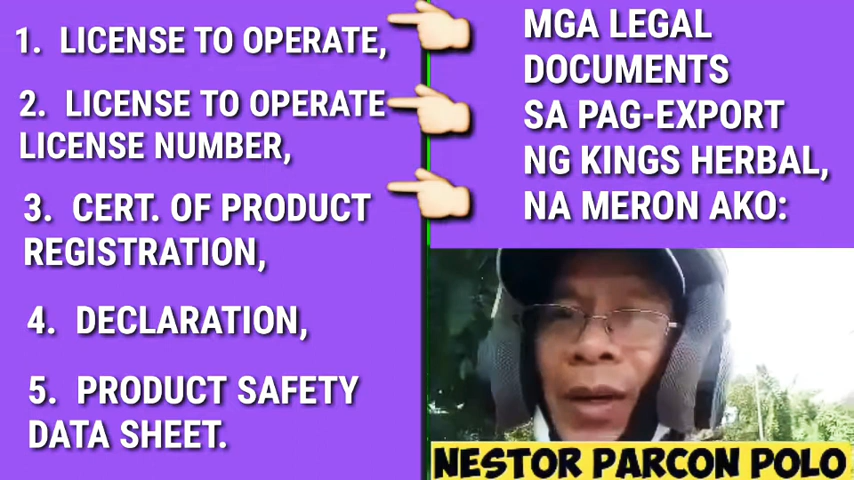 1. LICENSE TO OPERATE,
2. LICENSE TO OPERATE
LICENSE NUMBER,
3. CERT. OF PRODUCT
REGISTRATION,
4. DECLARATION,
5. PRODUCT SAFETY
DATA SHEET.
MGA LEGAL
DOCUMENTS
SA PAG-EXPORT
NG KINGS HERBAL,
NA MERON AKO:
NESTOR PARCON POLO